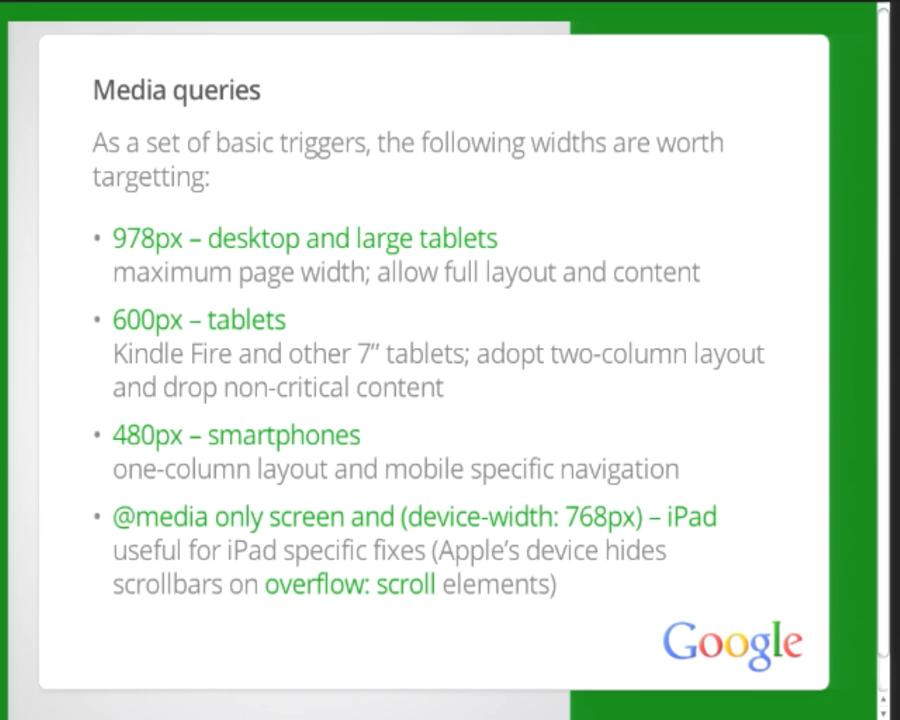 Media queries
As a set of basic triggers, the following widths are worth
targetting:
• 978px – desktop and large tablets
maximum page width; allow full layout and content
• 600px – tablets
Kindle Fire and other 7” tablets; adopt two-column layout
and drop non-critical content
• 480px – smartphones
one-column layout and mobile specific navigation
• @media only screen and (device-width: 768px) – iPad
useful for iPad specific fixes (Apple’s device hides
scrollbars on overflow: scroll elements)
Google